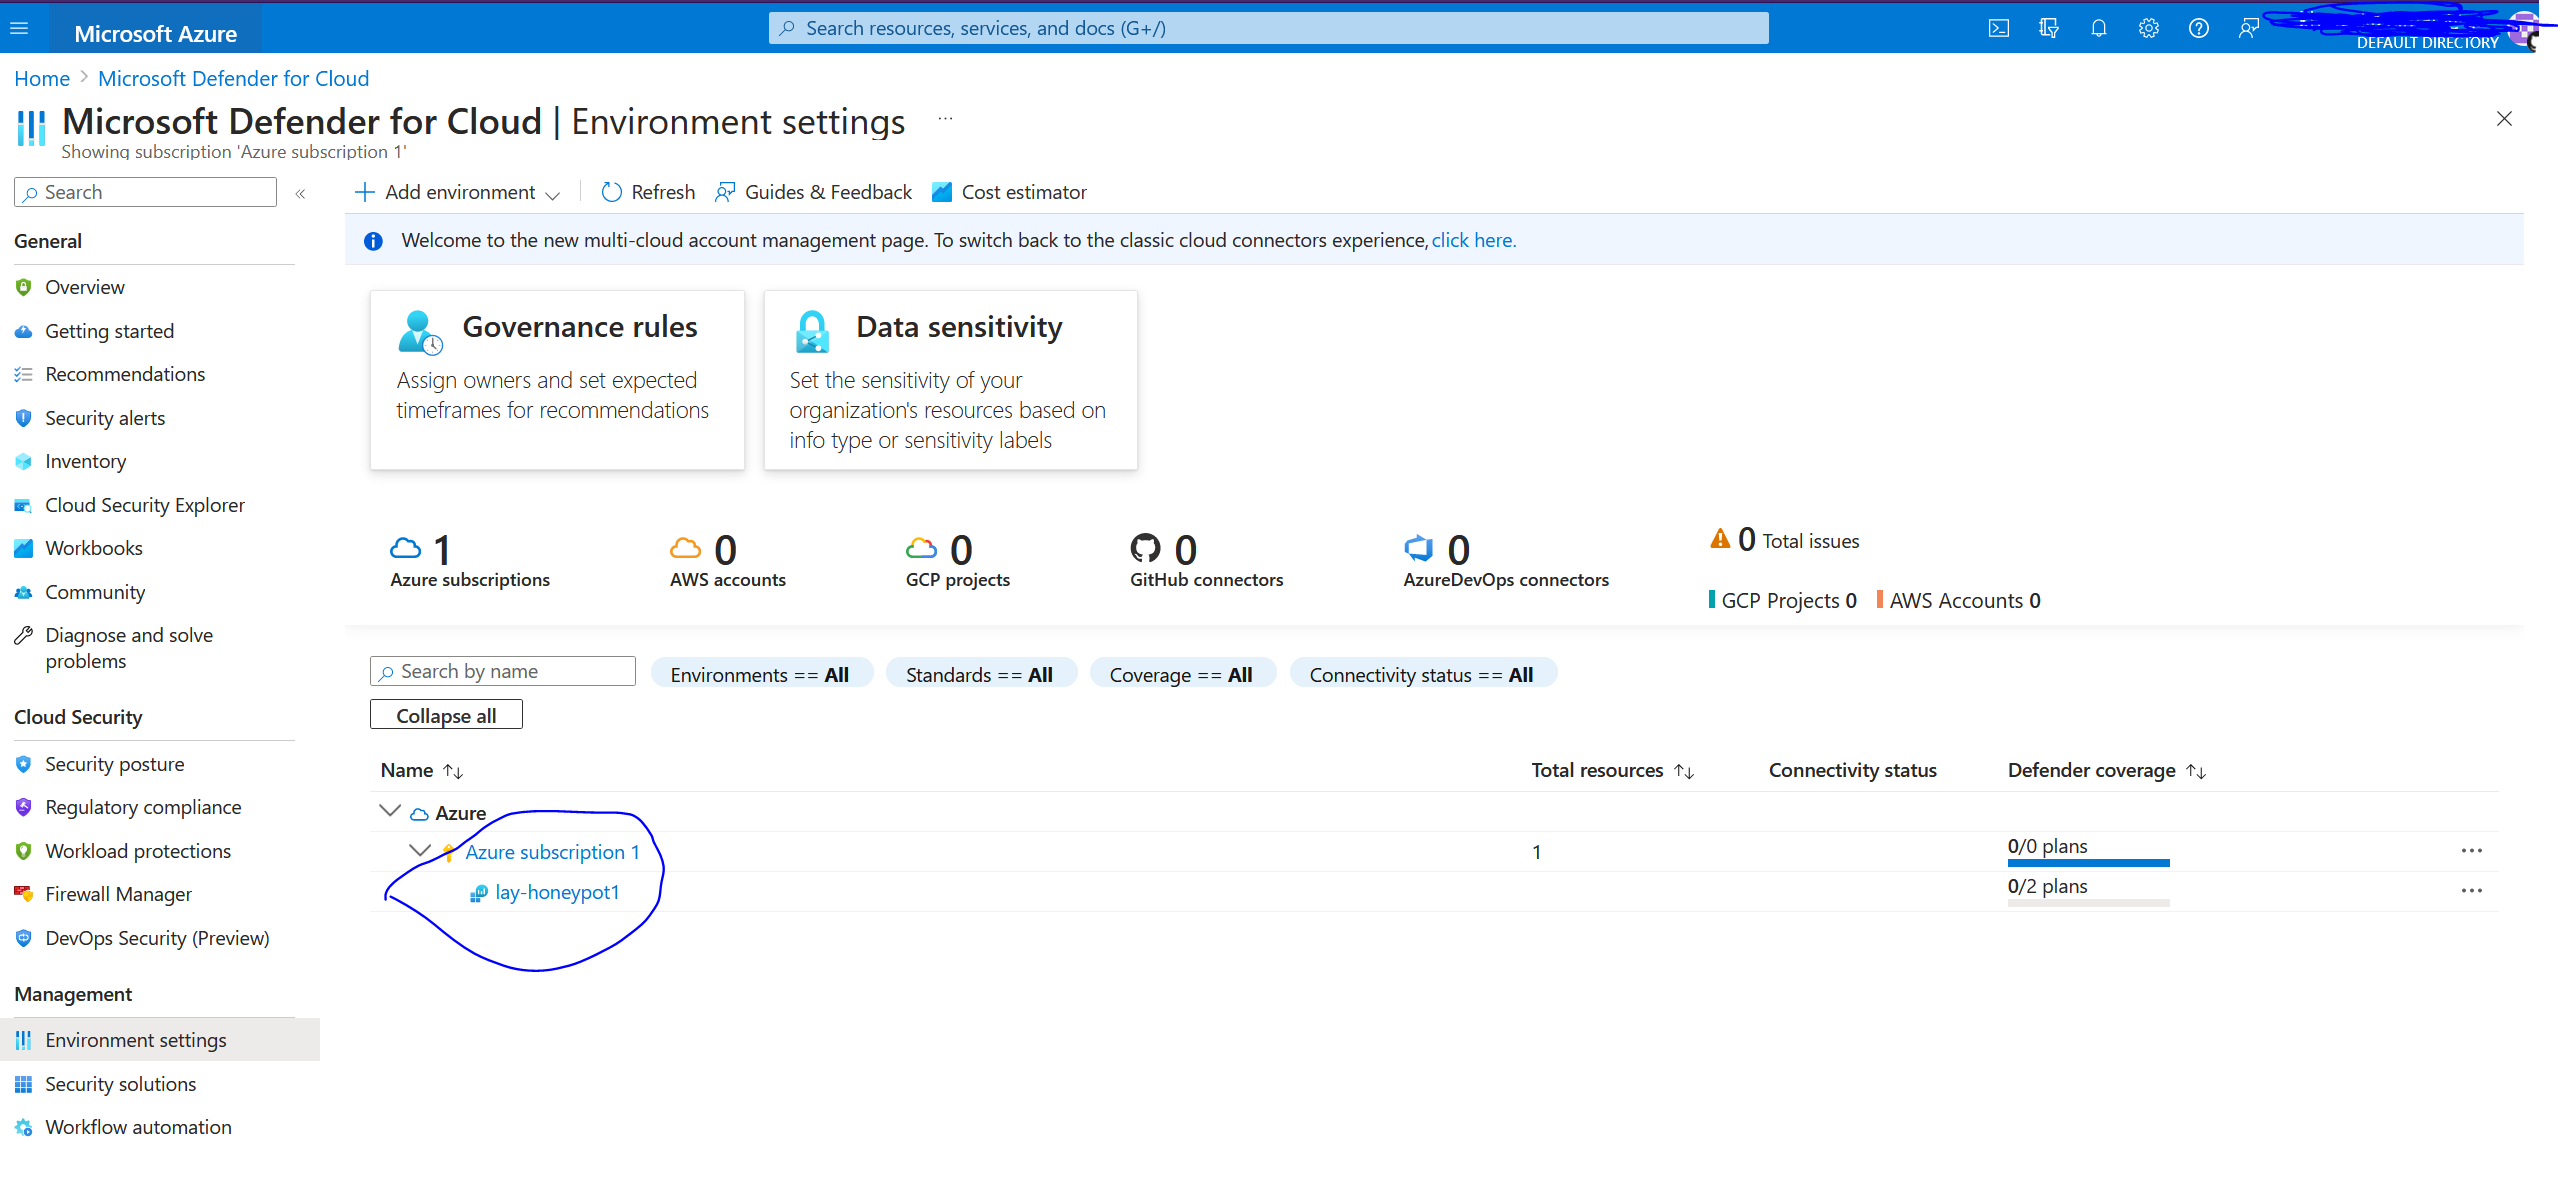 Microsoft Azure
Search resources, services, and docs (G+/)
DEFAULT DIRECTORY
Home > Microsoft Defender for Cloud
Microsoft Defender for Cloud | Environment settings ...
Showing subscription 'Azure subscription 1'
Search «
+ Add environment Refresh Guides & Feedback Cost estimator
Welcome to the new multi-cloud account management page. To switch back to the classic cloud connectors experience, click here.
General
Overview
Getting started
Recommendations
Security alerts
Inventory
Cloud Security Explorer
Workbooks
Community
Diagnose and solve
problems
Cloud Security
Security posture
Regulatory compliance
Workload protections
Firewall Manager
DevOps Security (Preview)
Management
Environment settings
Security solutions
Workflow automation
Governance rules
Assign owners and set expected
timeframes for recommendations
Data sensitivity
Set the sensitivity of your
organization's resources based on
info type or sensitivity labels
1
Azure subscriptions
0
AWS accounts
0
GCP projects
0
GitHub connectors
0
AzureDevOps connectors
0 Total issues
GCP Projects 0 AWS Accounts 0
Search by name Environments == All Standards == All Coverage == All Connectivity status == All
Collapse all
Name ↑↓ Total resources ↑↓ Connectivity status Defender coverage ↑↓
Azure
Azure subscription 1 1 0/0 plans ...
lay-honeypot1 0/2 plans ...